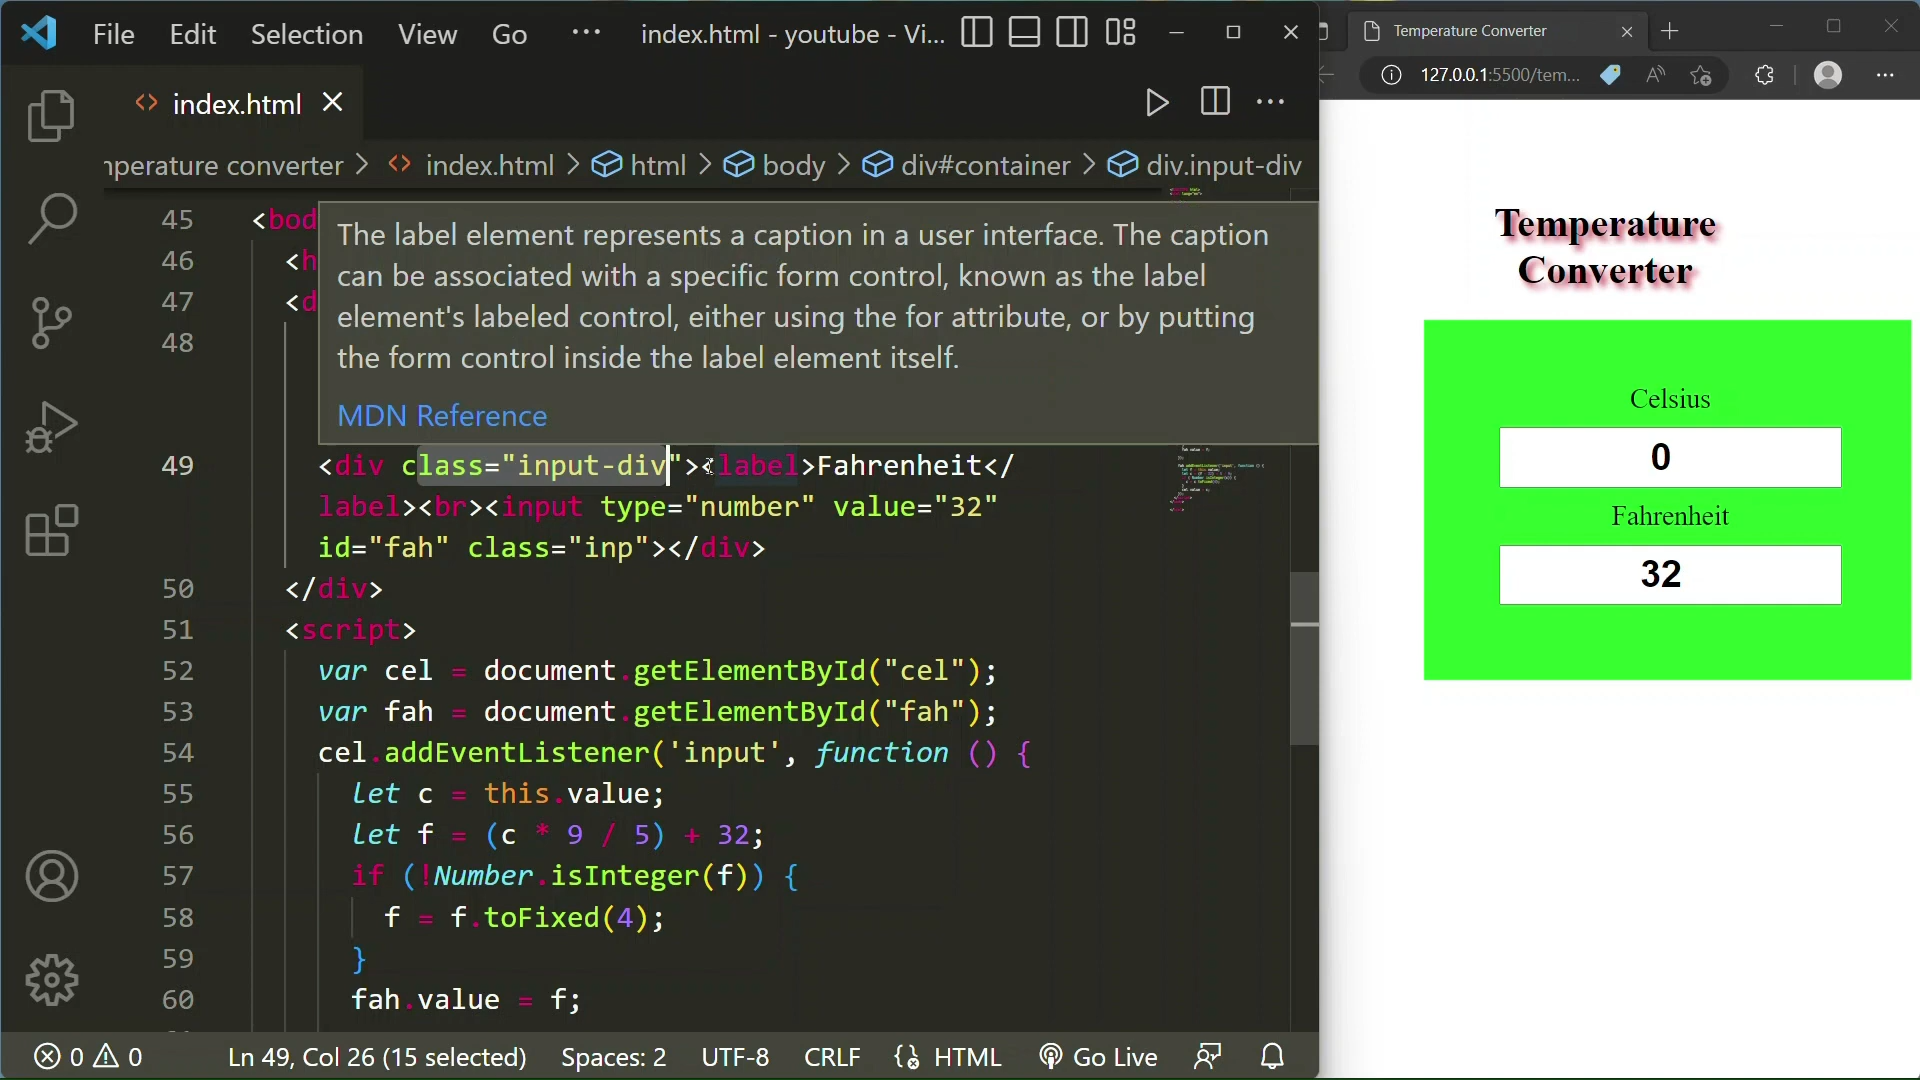 File Edit Selection View Go ··· index.html - youtube - Vi...
index.html
nperature converter > index.html > html > body > div#container > div.input-div
45 <bod
46 <h
47 <d
48
The label element represents a caption in a user interface. The caption
can be associated with a specific form control, known as the label
element's labeled control, either using the for attribute, or by putting
the form control inside the label element itself.
MDN Reference
49 <div class="input-div"><label>Fahrenheit</
label><br><input type="number" value="32"
id="fah" class="inp"></div>
50 </div>
51 <script>
52 var cel = document.getElementById("cel");
53 var fah = document.getElementById("fah");
54 cel.addEventListener('input', function () {
55 let c = this.value;
56 let f = (c * 9 / 5) + 32;
57 if (!Number.isInteger(f)) {
58 f = f.toFixed(4);
59 }
60 fah.value = f;
0 0 Ln 49, Col 26 (15 selected) Spaces: 2 UTF-8 CRLF HTML Go Live
Temperature Converter
127.0.0.1:5500/tem...
Temperature
Converter
Celsius
0
Fahrenheit
32